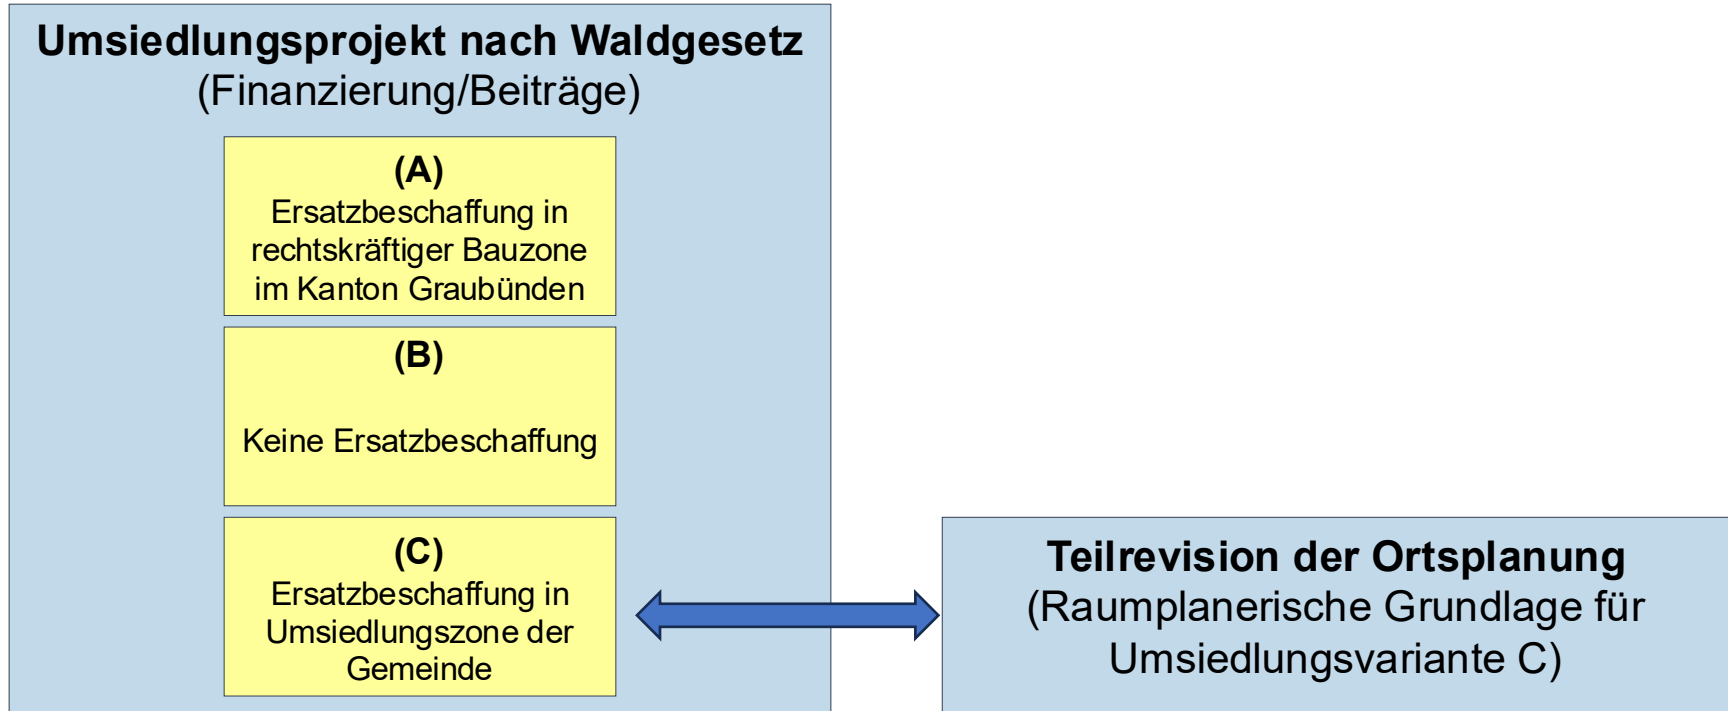 Umsiedlungsprojekt nach Waldgesetz
(Finanzierung/Beiträge)
(A)
Ersatzbeschaffung in
rechtskräftiger Bauzone
im Kanton Graubünden
(B)
Keine Ersatzbeschaffung
(C)
Ersatzbeschaffung in
Umsiedlungszone der
Gemeinde
Teilrevision der Ortsplanung
(Raumplanerische Grundlage für
Umsiedlungsvariante C)